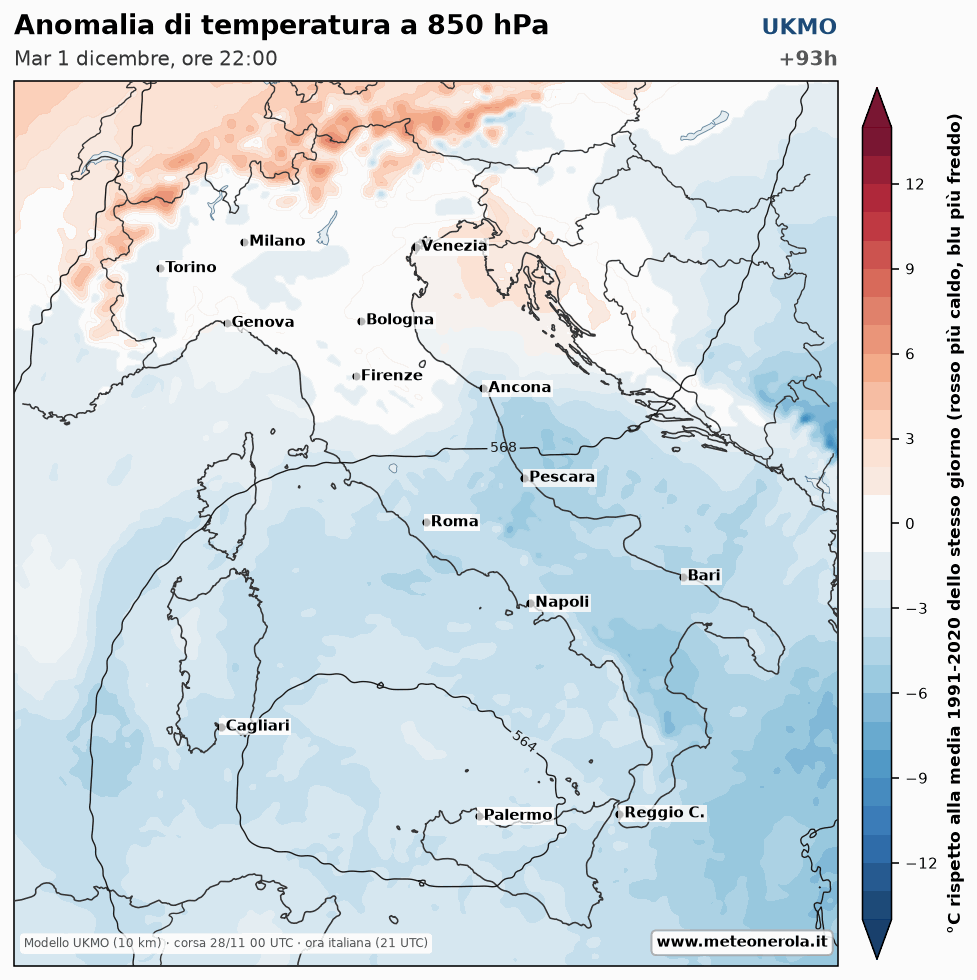 Anomalia di temperatura a 850 hPa
UKMO
Mar 1 dicembre, ore 22:00
+93h
Milano
Venezia
Torino
Genova
Bologna
Firenze
Ancona
568
Pescara
Roma
Bari
Napoli
Cagliari
564
Palermo
Reggio C.
12
9
6
3
0
−3
−6
−9
−12
°C rispetto alla media 1991-2020 dello stesso giorno (rosso più caldo, blu più freddo)
Modello UKMO (10 km) · corsa 28/11 00 UTC · ora italiana (21 UTC)
www.meteonerola.it